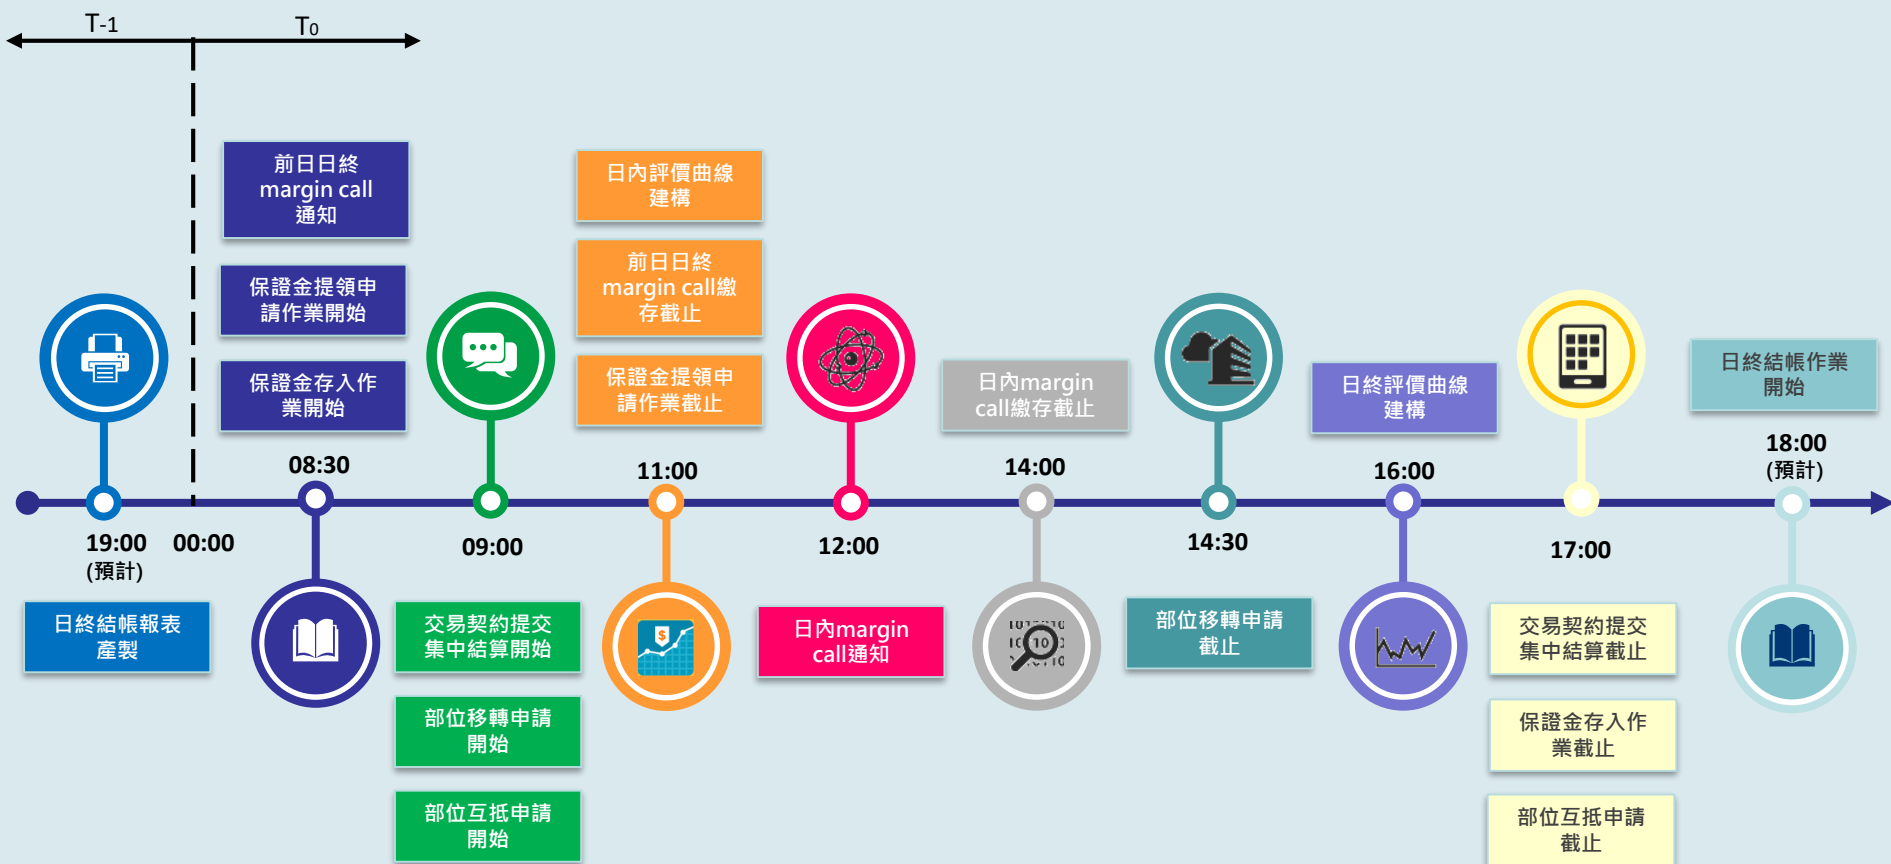 T-1
T0
前日日終
margin call
通知
保證金提領申
請作業開始
保證金存入作
業開始
08:30
日內評價曲線
建構
前日日終
margin call繳
存截止
保證金提領申
請作業截止
11:00
日內margin
call繳存截止
14:00
日終評價曲線
建構
16:00
日終結帳作業
開始
18:00
(預計)
19:00
(預計)
00:00
日終結帳報表
產製
09:00
交易契約提交
集中結算開始
部位移轉申請
開始
部位互抵申請
開始
12:00
日內margin
call通知
14:30
部位移轉申請
截止
17:00
交易契約提交
集中結算截止
保證金存入作
業截止
部位互抵申請
截止